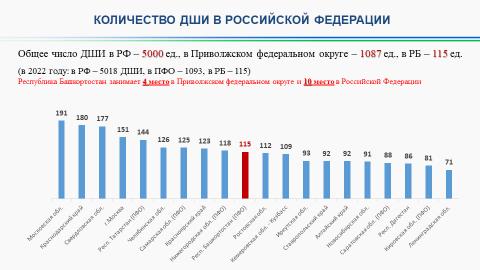 КОЛИЧЕСТВО ДШИ В РОССИЙСКОЙ ФЕДЕРАЦИИ
Общее число ДШИ в РФ – 5000 ед., в Приволжском федеральном округе – 1087 ед., в РБ – 115 ед.
(в 2022 году: в РФ – 5018 ДШИ, в ПФО – 1093, в РБ – 115)
Республика Башкортостан занимает 4 место в Приволжском федеральном округе и 10 место в Российской Федерации
191 180 177 151 144 126 125 123 118 115 112 109 93 92 92 91 88 86 81 71
Московская обл.
Краснодарский край
Свердловская обл.
г.Москва
Респ. Татарстан (ПФО)
Челябинская обл.
Самарская обл. (ПФО)
Красноярский край
Нижегородская обл. (ПФО)
Респ. Башкортостан (ПФО)
Ростовская обл.
Кемеровская обл. - Кузбасс
Иркутская обл.
Ставропольский край
Алтайский край
Новосибирская обл.
Саратовская обл. (ПФО)
Респ. Дагестан
Кировская обл. (ПФО)
Ленинградская обл.